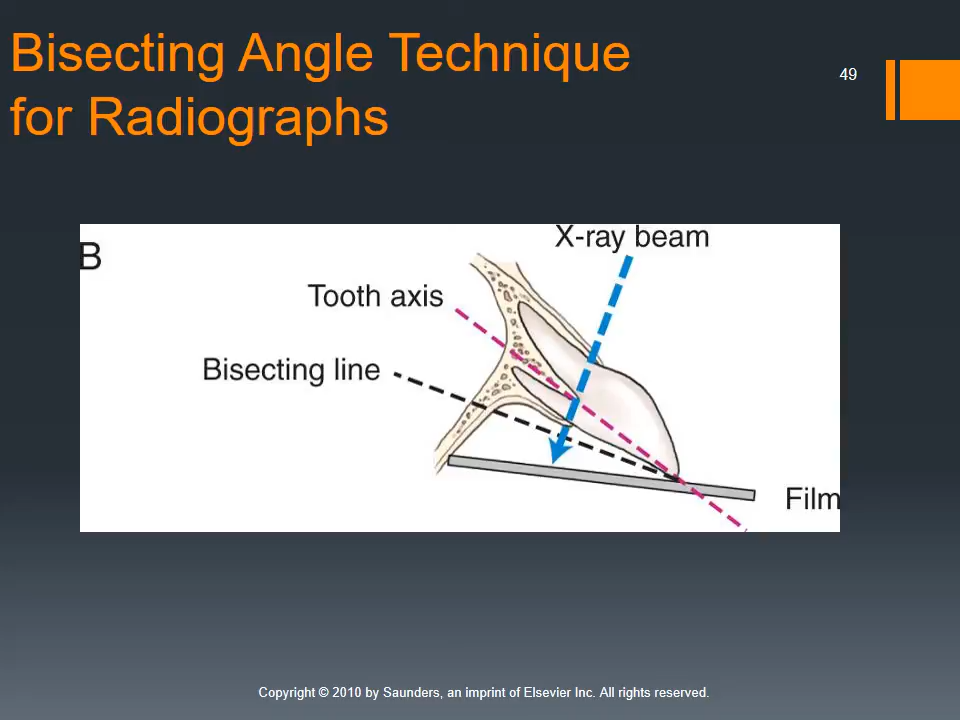 Bisecting Angle Technique
for Radiographs
49
B
X-ray beam
Tooth axis
Bisecting line
Film
Copyright © 2010 by Saunders, an imprint of Elsevier Inc. All rights reserved.